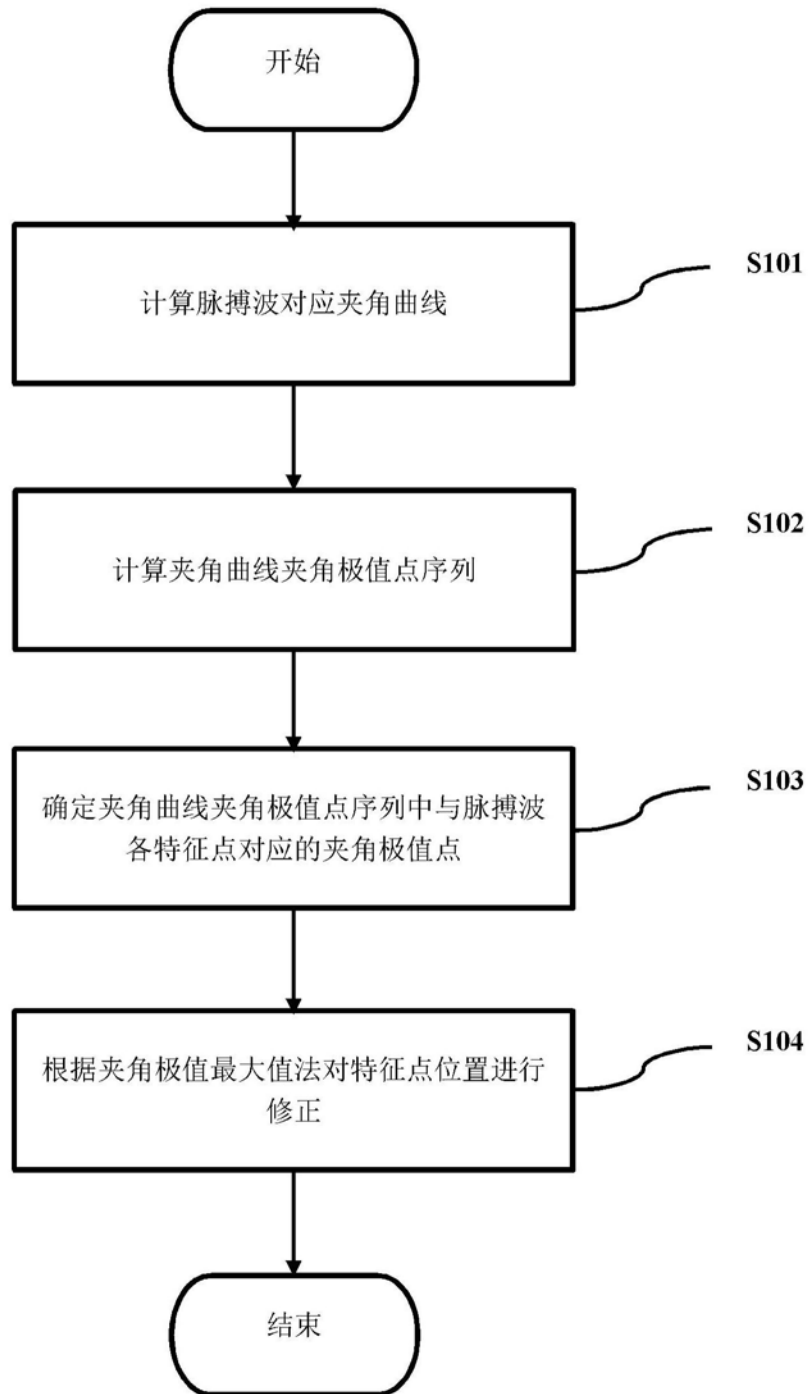 开始
计算脉搏波对应夹角曲线
S101
计算夹角曲线夹角极值点序列
S102
确定夹角曲线夹角极值点序列中与脉搏波
各特征点对应的夹角极值点
S103
根据夹角极值最大值法对特征点位置进行
修正
S104
结束